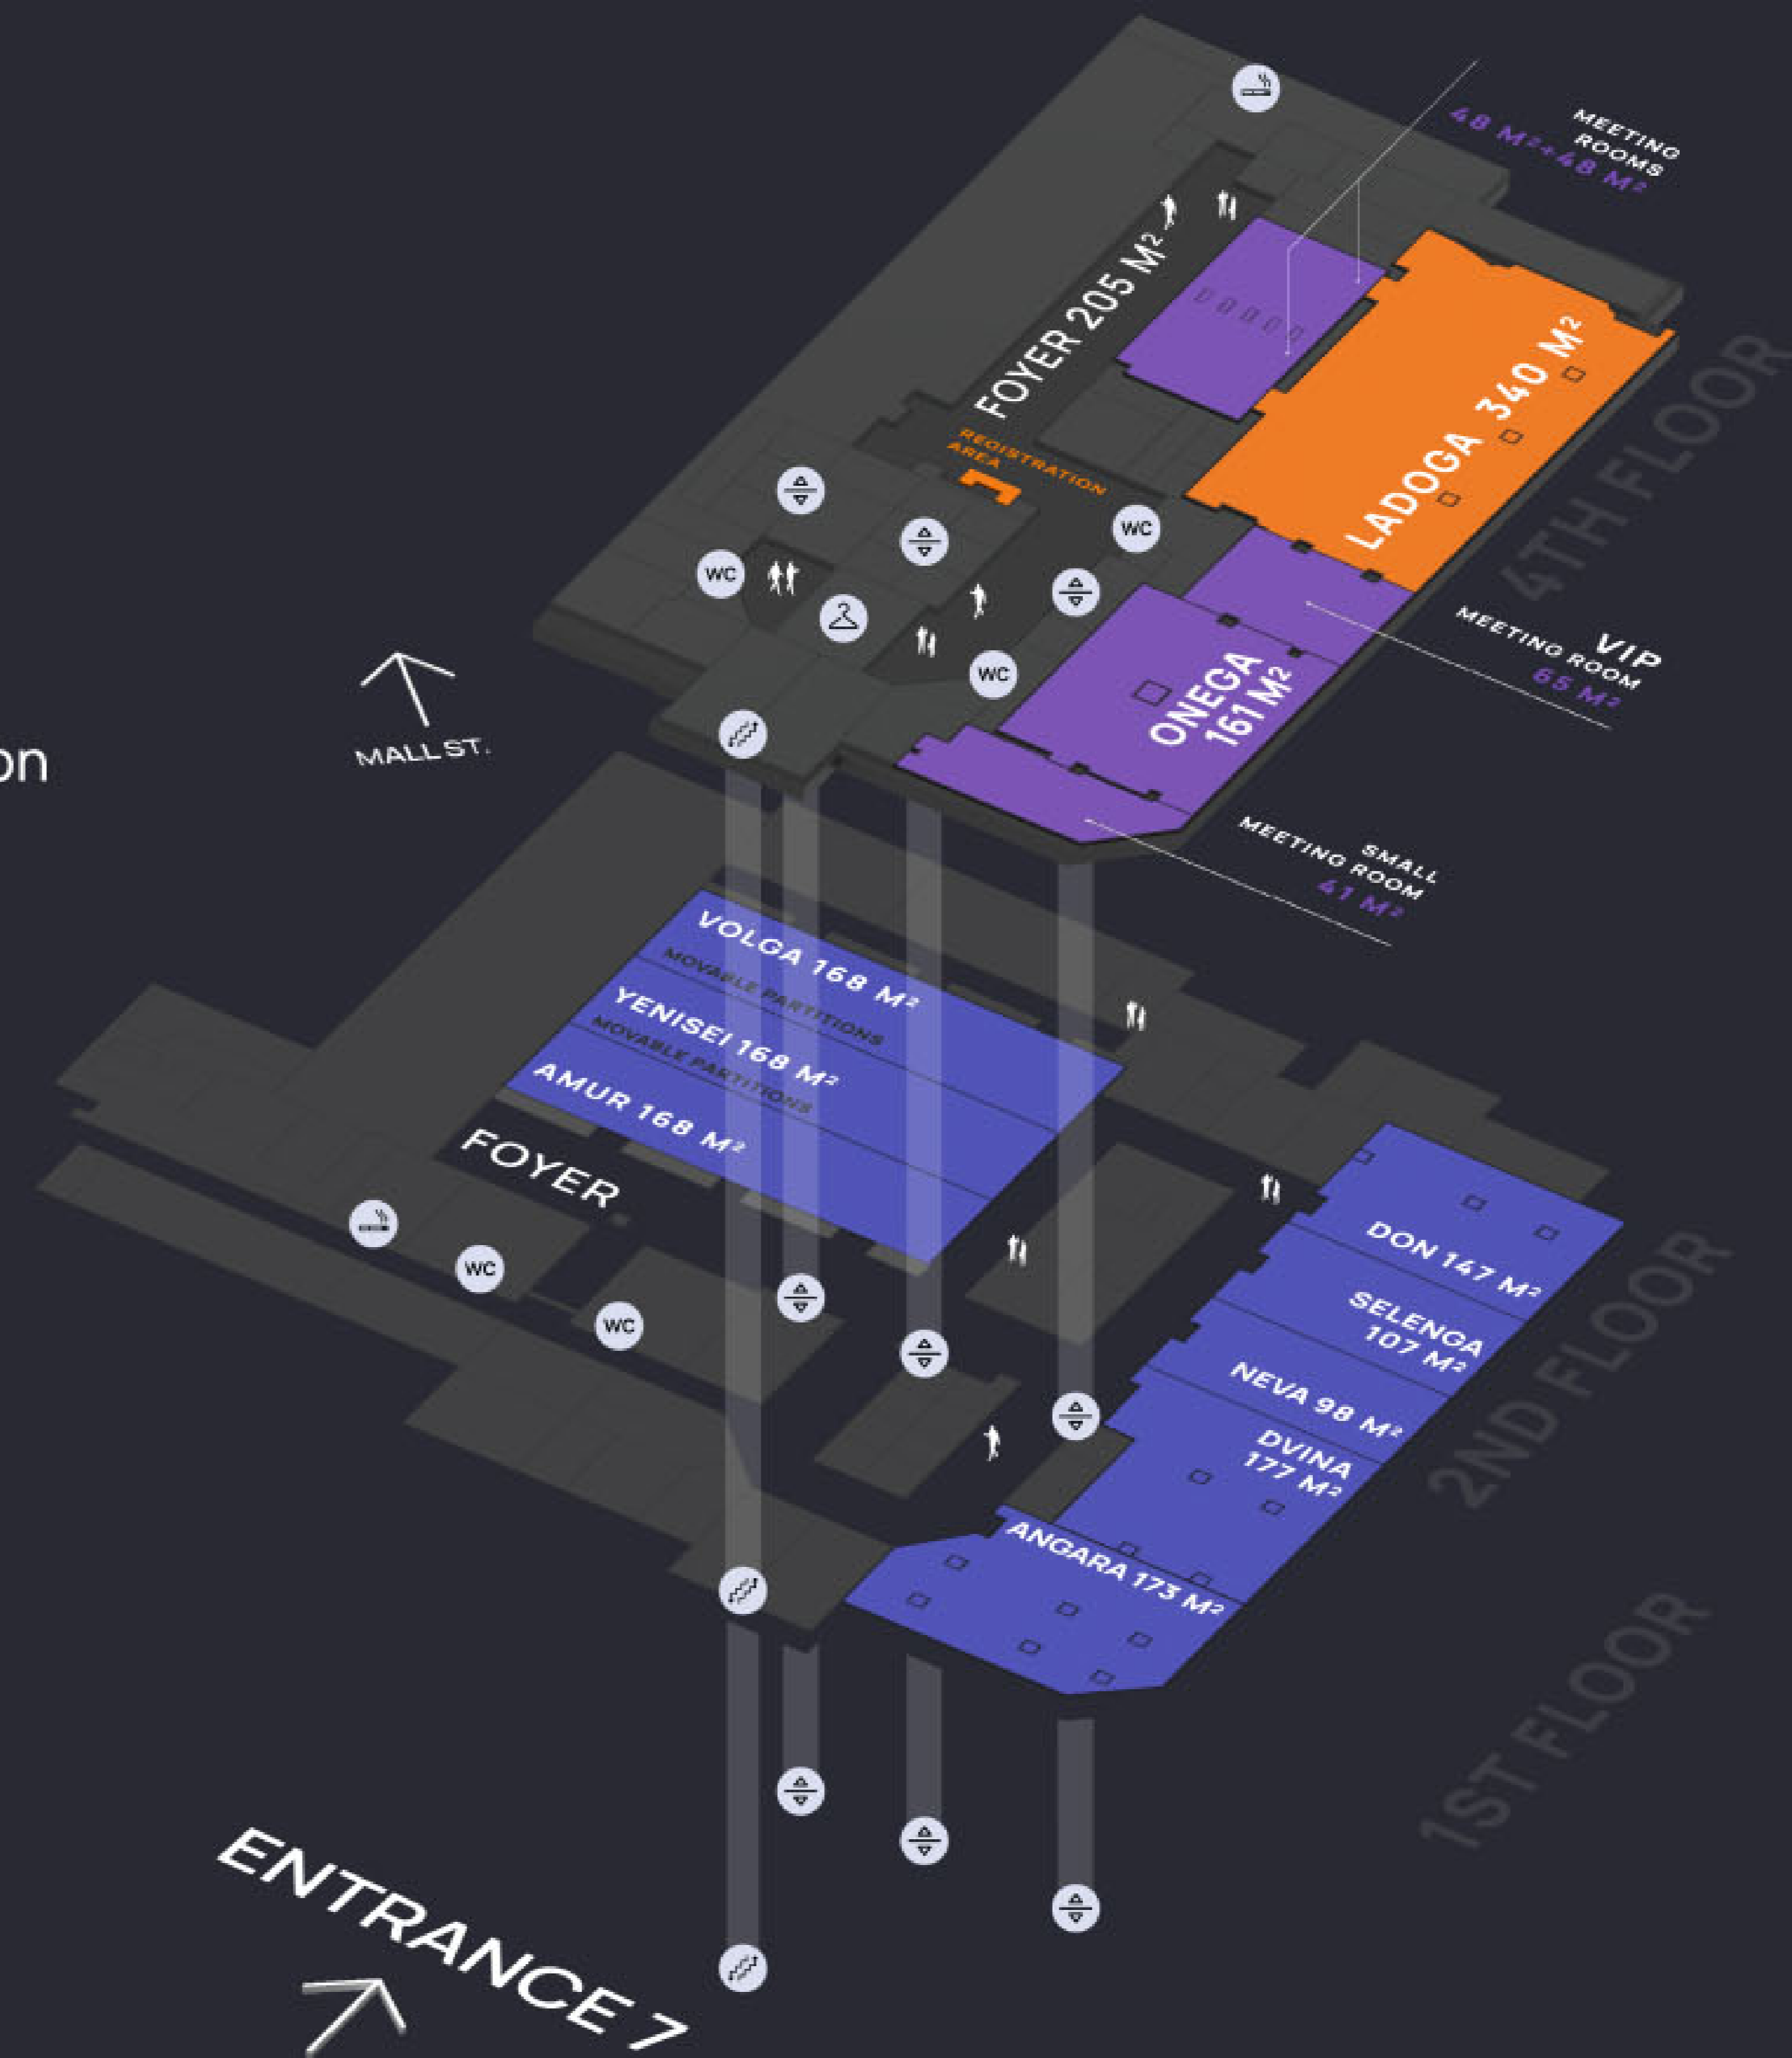 MEETING
ROOMS
48 M²+48 M²
FOYER 205 M²
LADOGA 340 M²
4TH FLOOR
REGISTRATION
AREA
WC
WC
WC
VIP
MEETING ROOM
65 M²
ONEGA
161 M²
MALL ST.
on
SMALL
MEETING ROOM
41 M²
VOLGA 168 M²
MOVABLE PARTITIONS
YENISEI 168 M²
MOVABLE PARTITIONS
AMUR 168 M²
FOYER
WC
WC
DON 147 M²
SELENGA
107 M²
NEVA 98 M²
DVINA
177 M²
ANGARA 173 M²
2ND FLOOR
1ST FLOOR
ENTRANCE 7